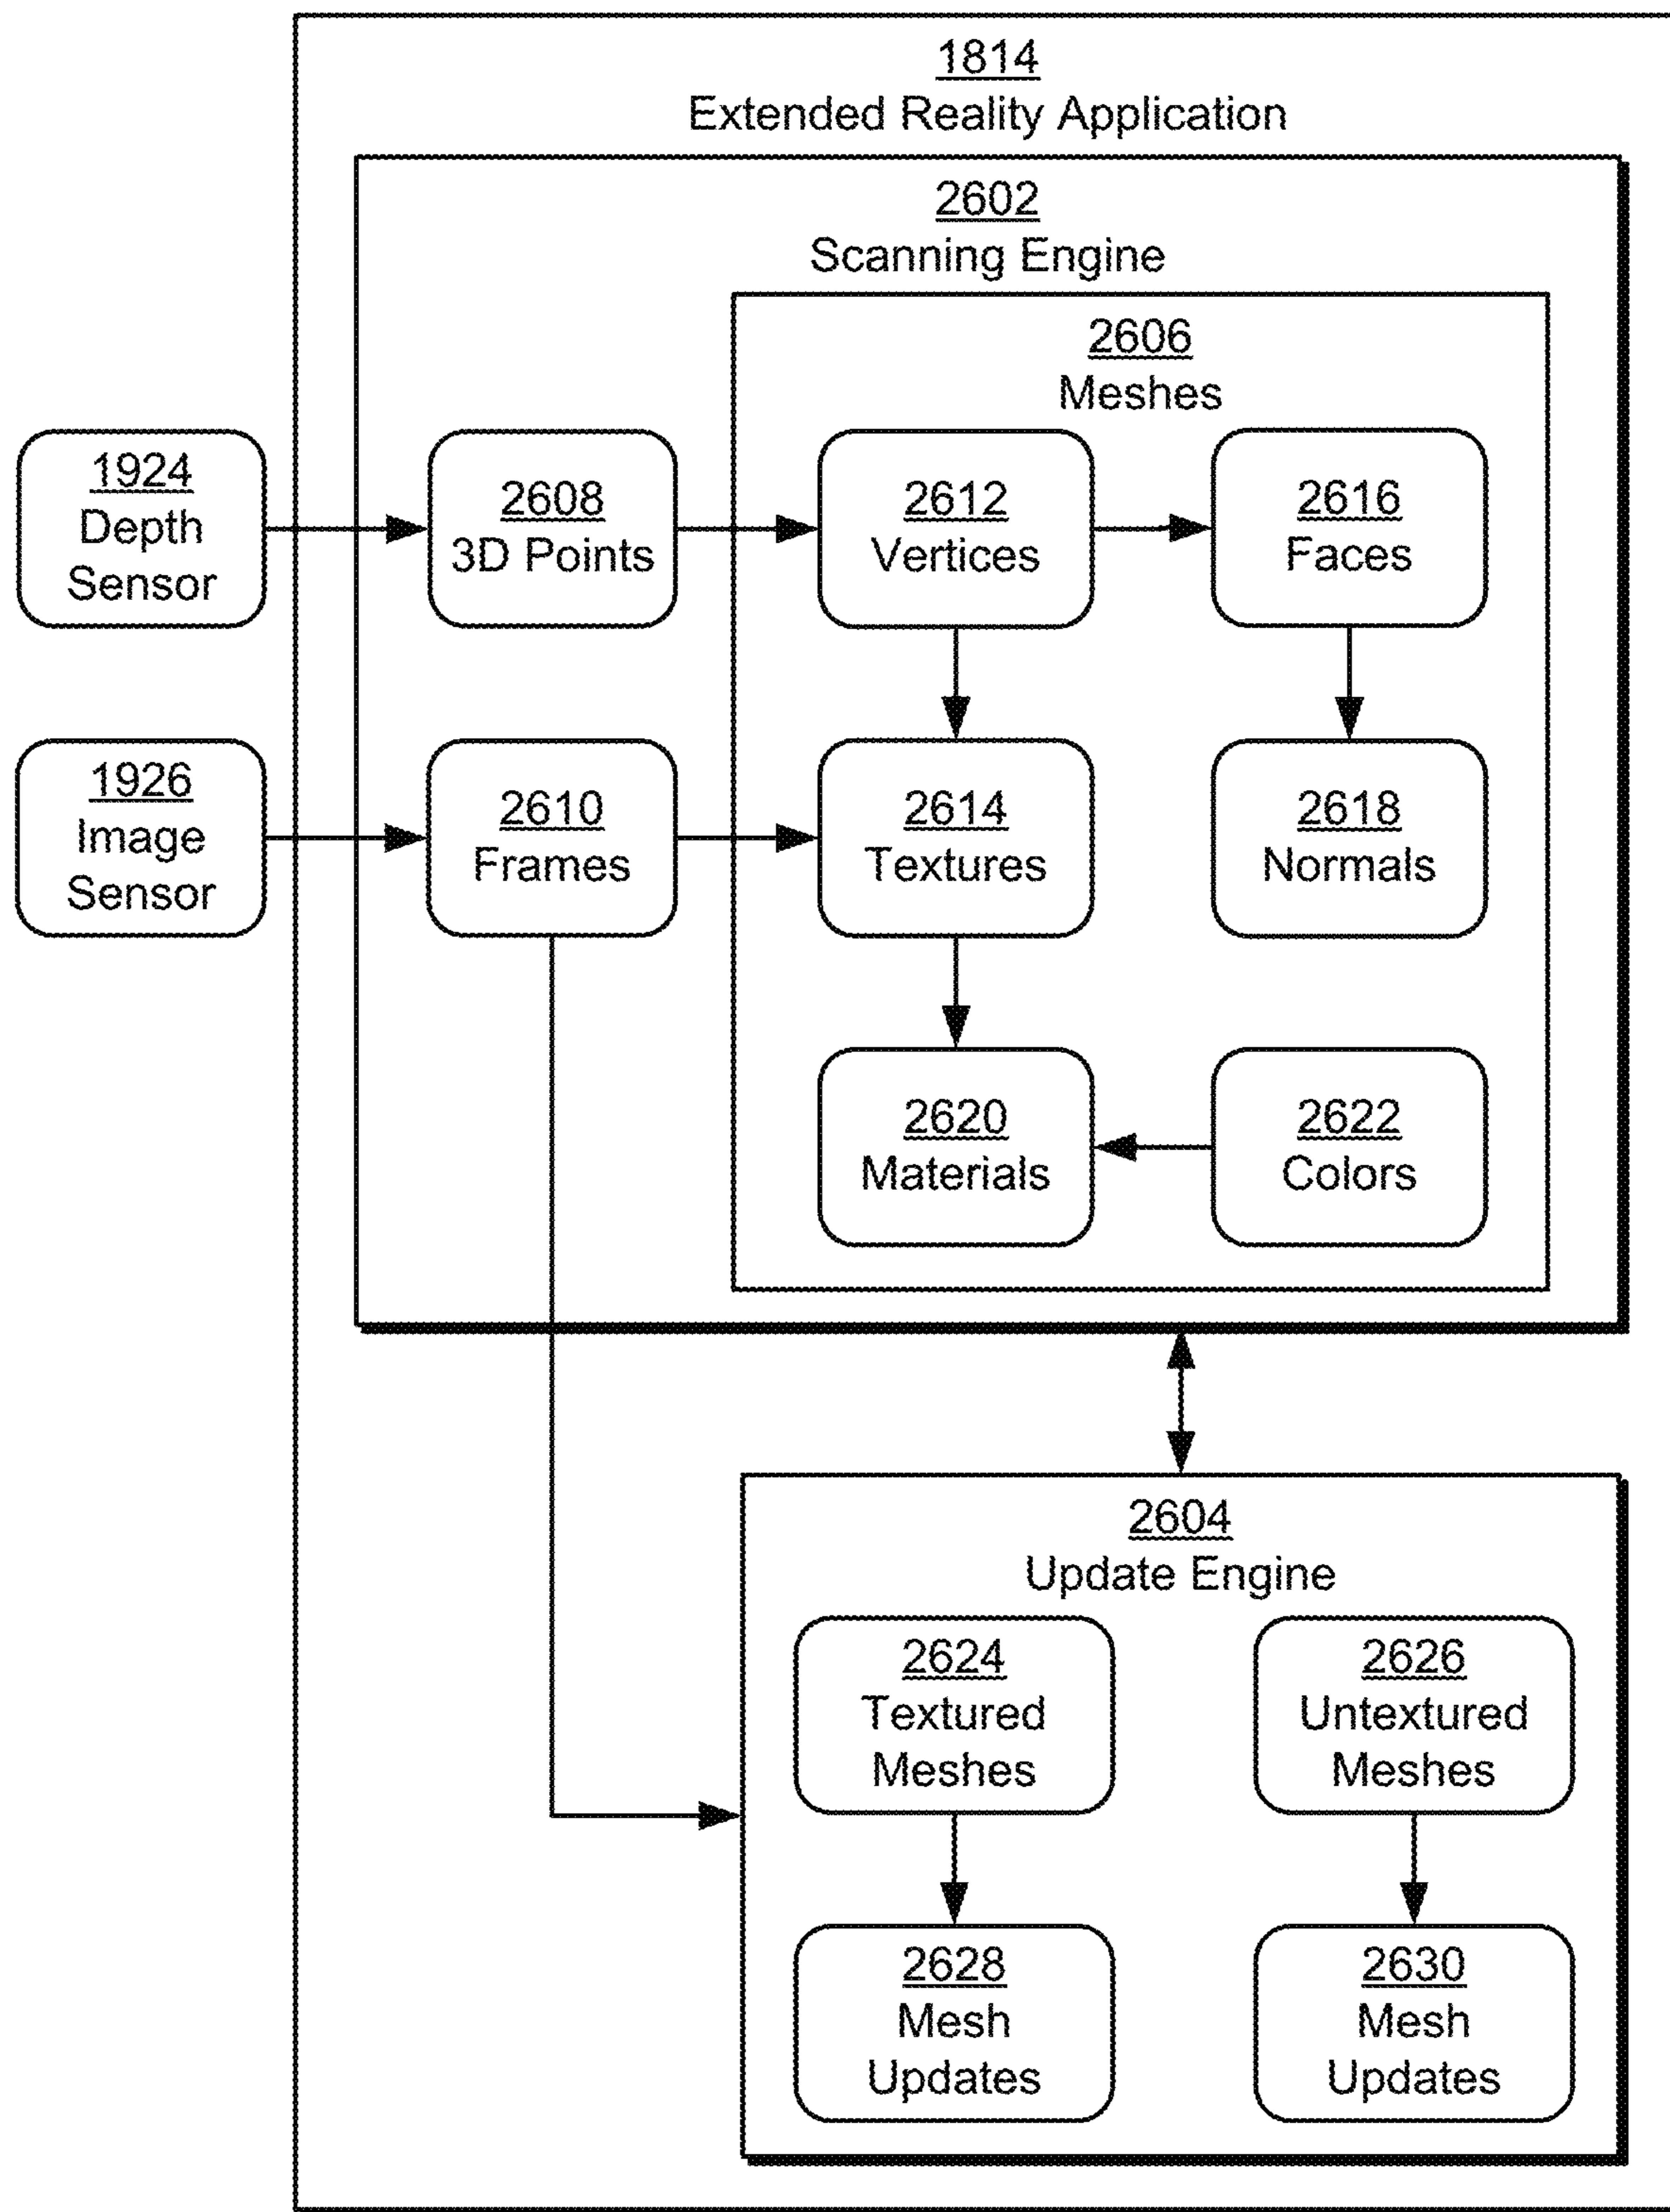 1814
Extended Reality Application
2602
Scanning Engine
2606
Meshes
1924
Depth
Sensor
2608
3D Points
2612
Vertices
2616
Faces
1926
Image
Sensor
2610
Frames
2614
Textures
2618
Normals
2620
Materials
2622
Colors
2604
Update Engine
2624
Textured
Meshes
2626
Untextured
Meshes
2628
Mesh
Updates
2630
Mesh
Updates